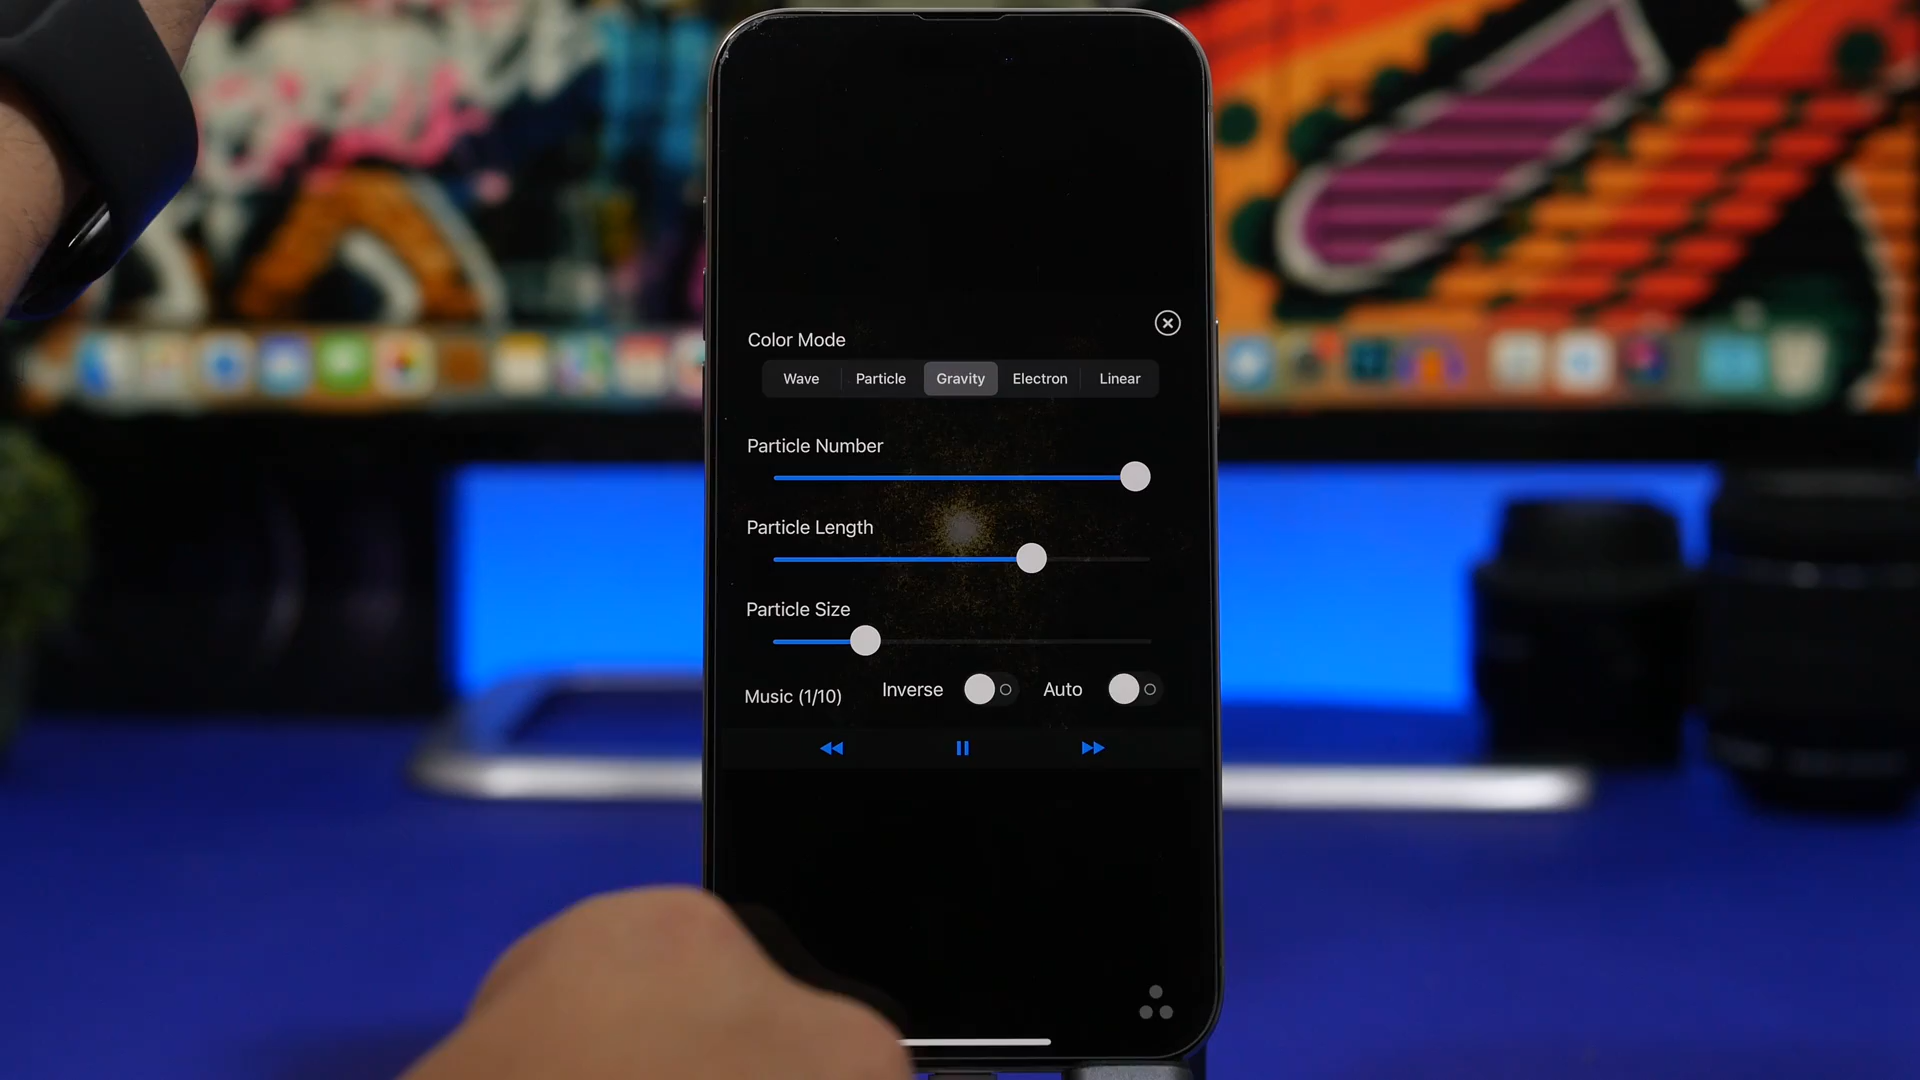 Color Mode
Wave Particle Gravity Electron Linear
Particle Number
Particle Length
Particle Size
Music (1/10) Inverse Auto